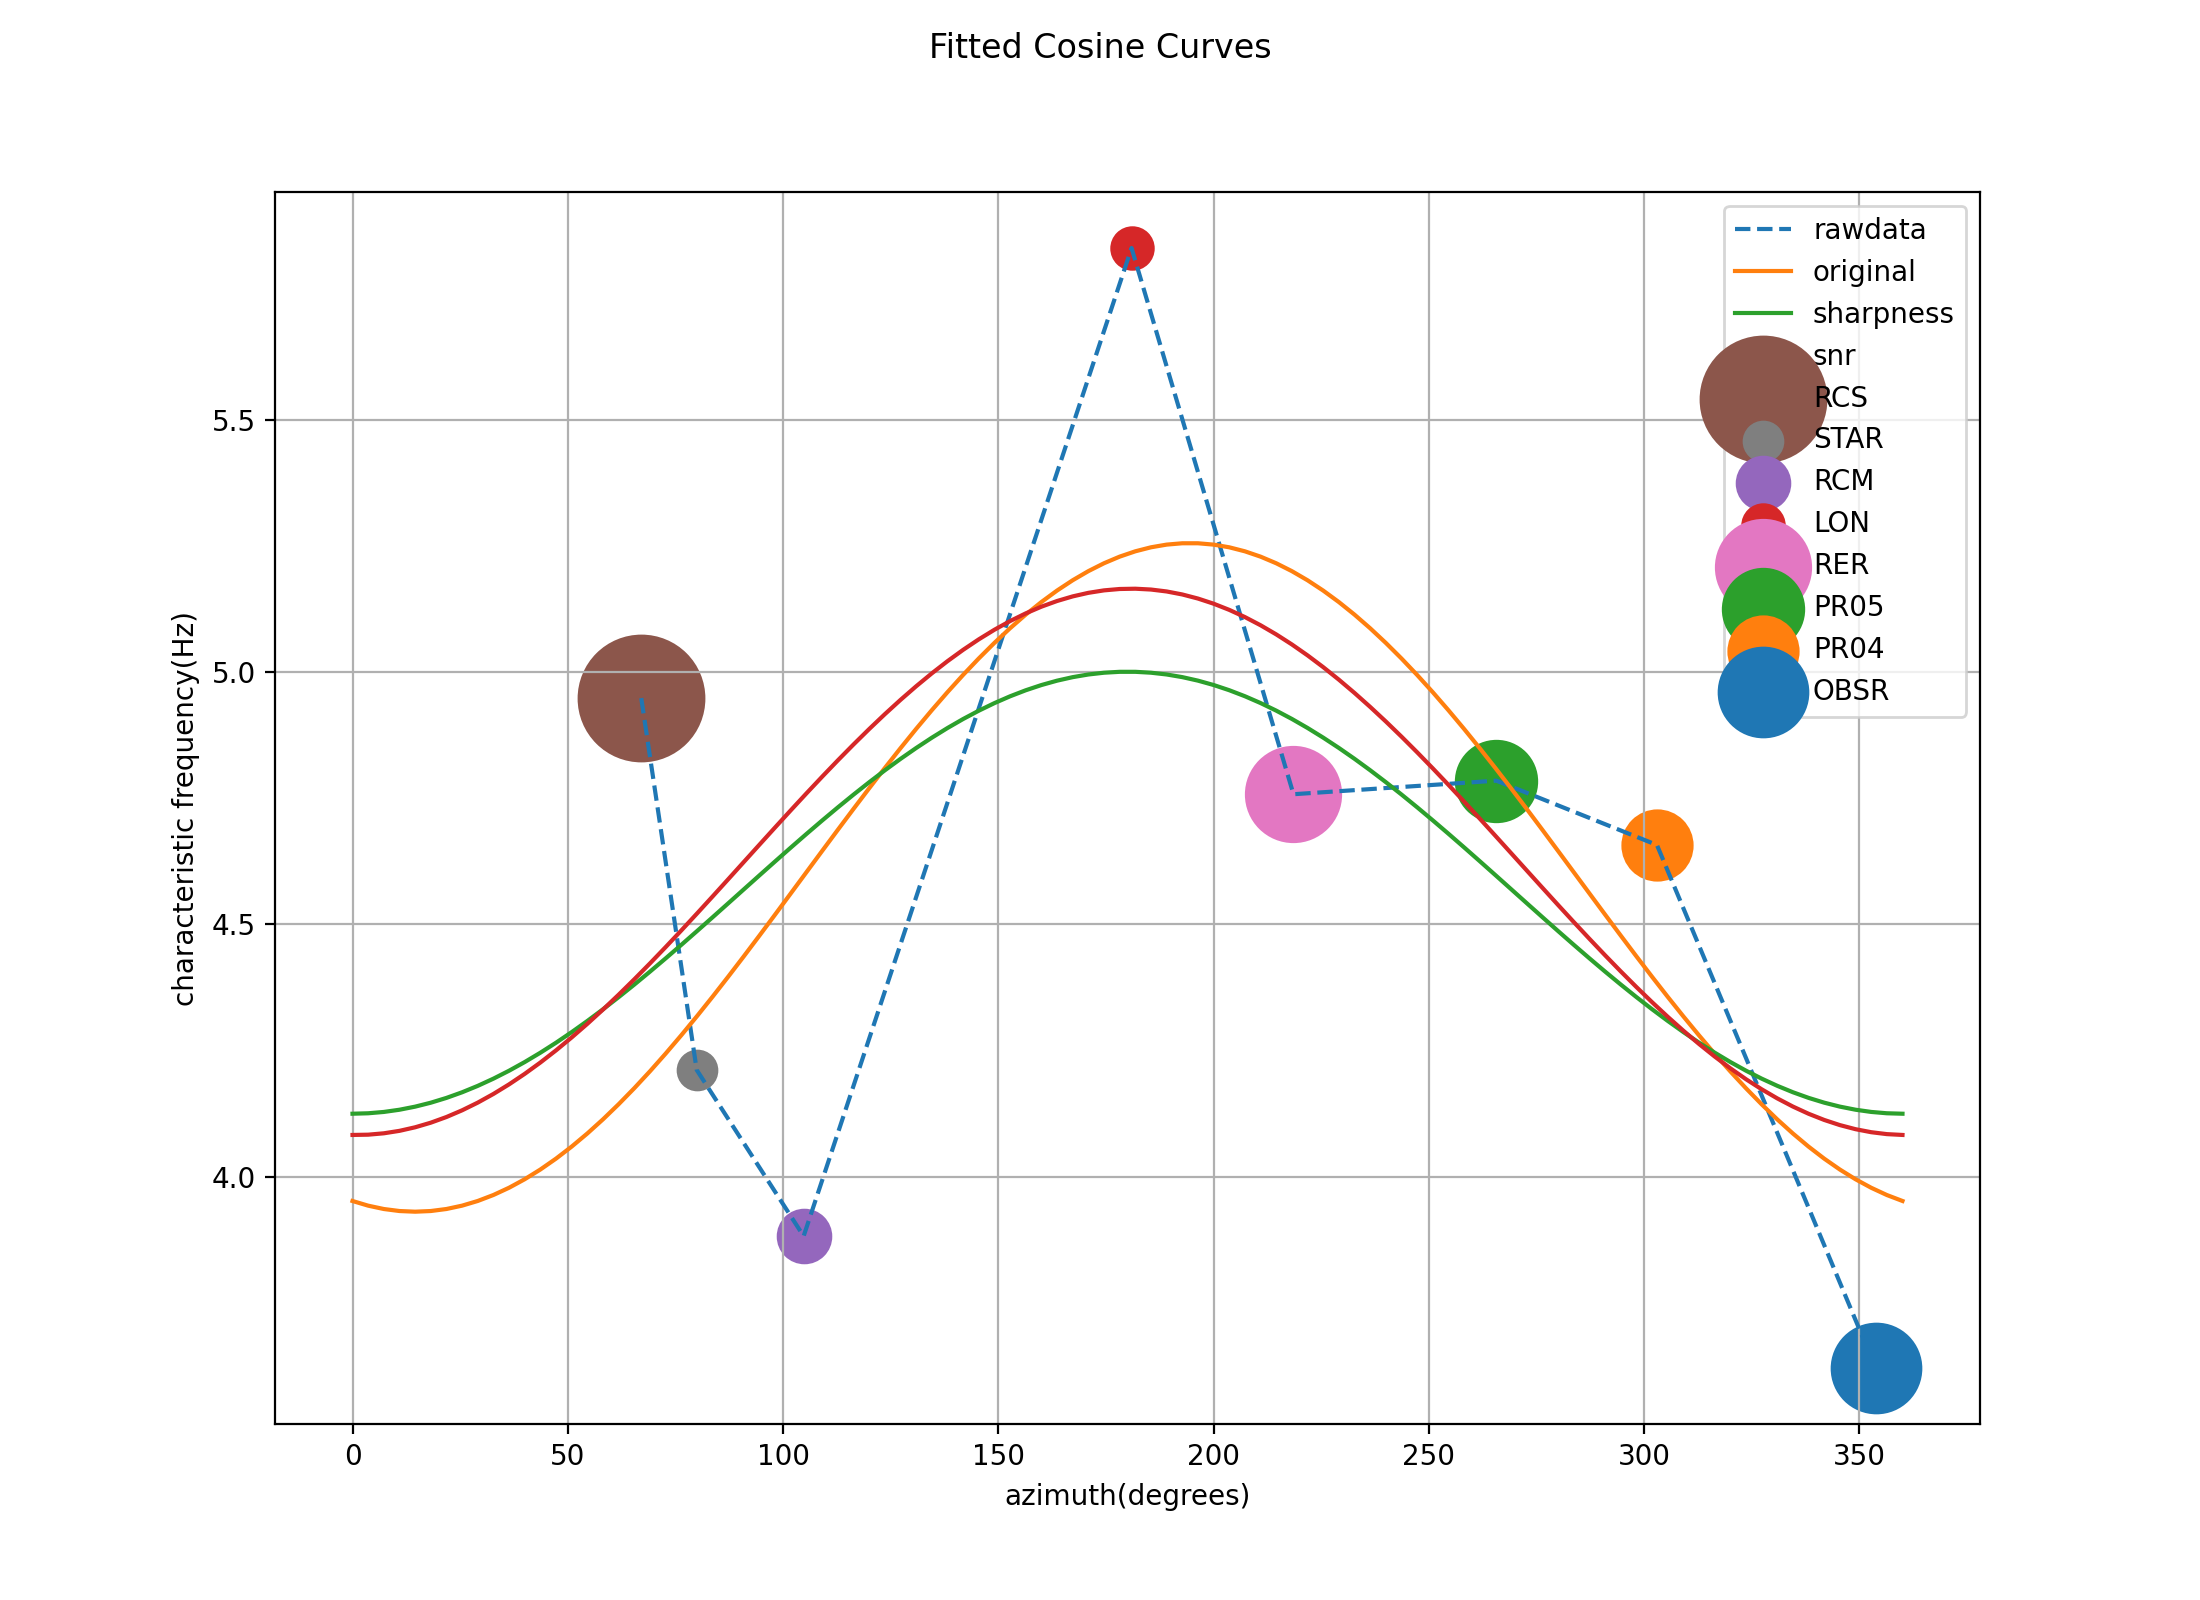 Fitted Cosine Curves
rawdata
original
sharpness
snr
RCS
STAR
RCM
LON
RER
PR05
PR04
OBSR
characteristic frequency(Hz)
5.5
5.0
4.5
4.0
0 50 100 150 200 250 300 350
azimuth(degrees)